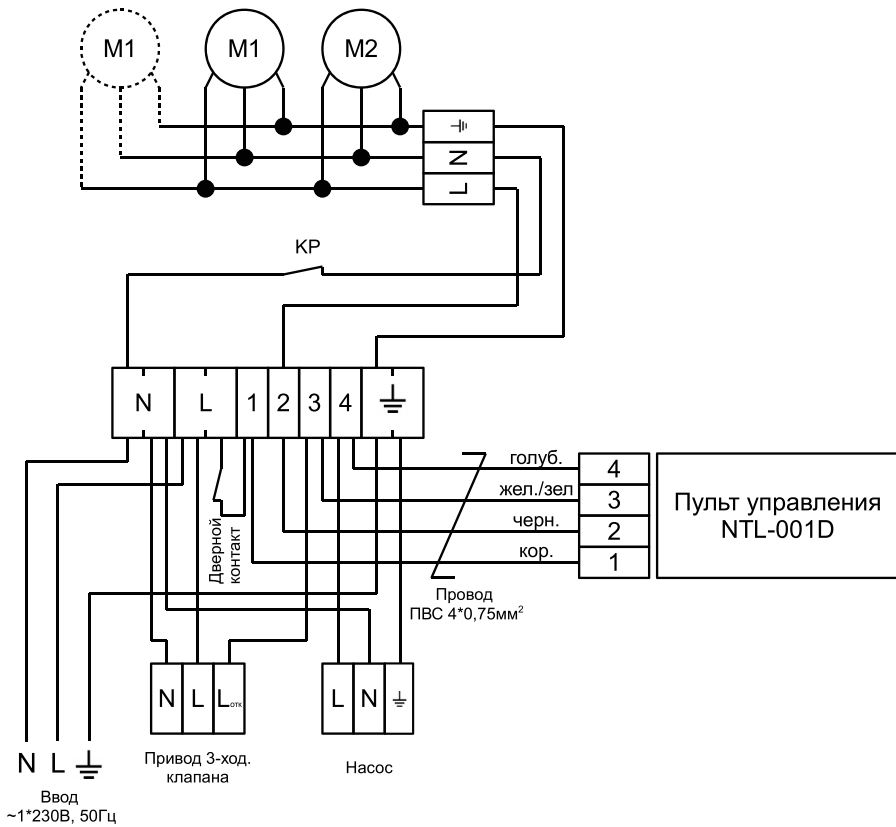 M1
M1
M2
N
L
KP
N
L
1
2
3
4
голуб.
жел./зел
черн.
кор.
4
3
2
1
Пульт управления
NTL-001D
Дверной
контакт
Провод
ПВС 4*0,75мм²
N
L
Lотк
L
N
Привод 3-ход.
клапана
Насос
N
L
Ввод
~1*230В, 50Гц